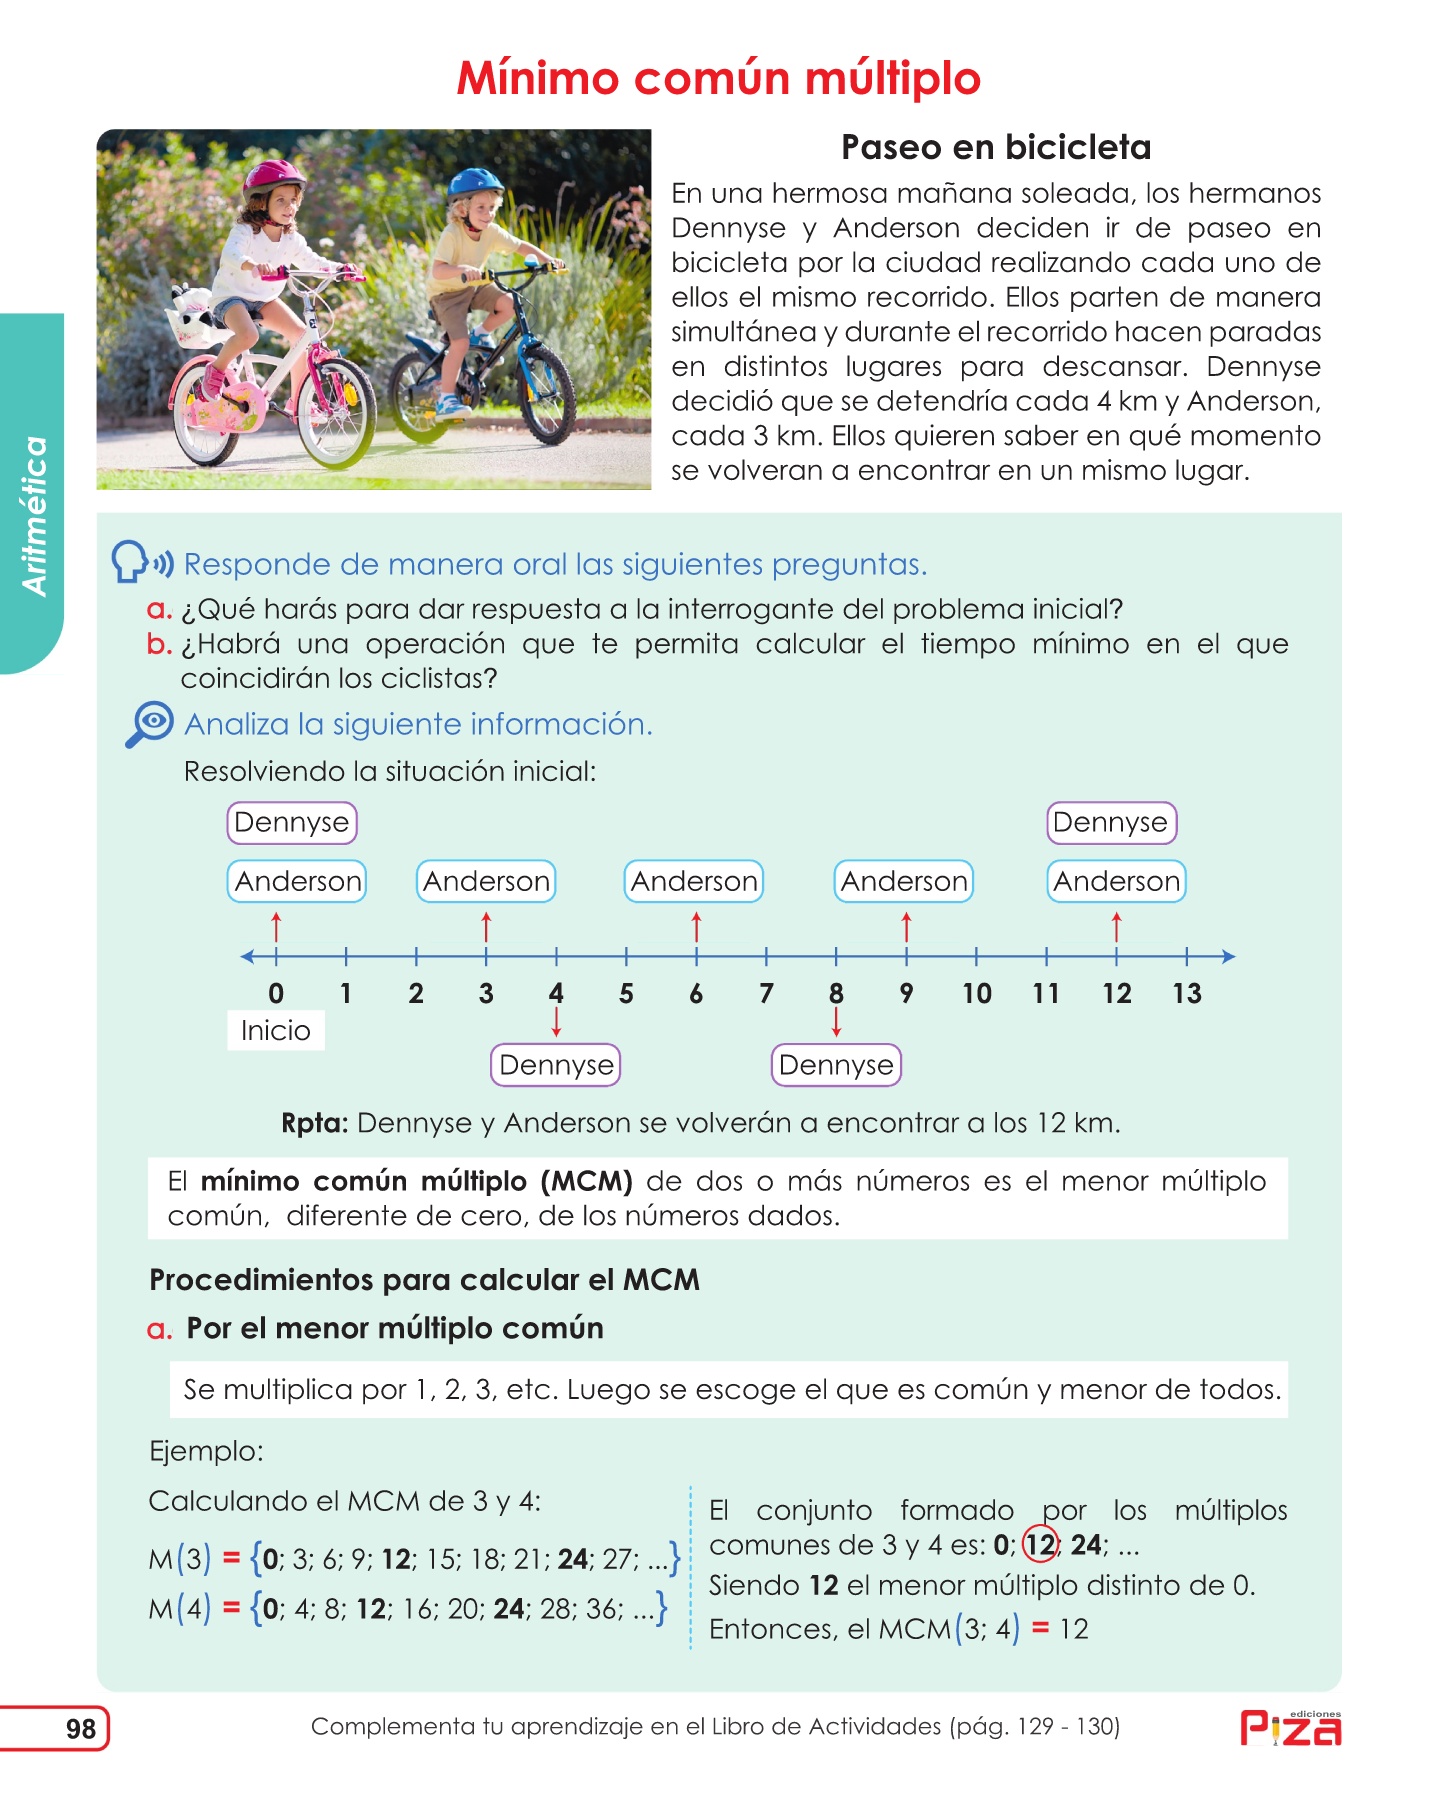 Mínimo común múltiplo
Paseo en bicicleta
En una hermosa mañana soleada, los hermanos
Dennyse y Anderson deciden ir de paseo en
bicicleta por la ciudad realizando cada uno de
ellos el mismo recorrido. Ellos parten de manera
simultánea y durante el recorrido hacen paradas
en distintos lugares para descansar. Dennyse
decidió que se detendría cada 4 km y Anderson,
cada 3 km. Ellos quieren saber en qué momento
se volveran a encontrar en un mismo lugar.
Aritmética
Responde de manera oral las siguientes preguntas.
a. ¿Qué harás para dar respuesta a la interrogante del problema inicial?
b. ¿Habrá una operación que te permita calcular el tiempo mínimo en el que
coincidirán los ciclistas?
Analiza la siguiente información.
Resolviendo la situación inicial:
Dennyse Dennyse
Anderson Anderson Anderson Anderson Anderson
0 1 2 3 4 5 6 7 8 9 10 11 12 13
Inicio
Dennyse Dennyse
Rpta: Dennyse y Anderson se volverán a encontrar a los 12 km.
El mínimo común múltiplo (MCM) de dos o más números es el menor múltiplo
común, diferente de cero, de los números dados.
Procedimientos para calcular el MCM
a. Por el menor múltiplo común
Se multiplica por 1, 2, 3, etc. Luego se escoge el que es común y menor de todos.
Ejemplo:
Calculando el MCM de 3 y 4:
M(3) = {0; 3; 6; 9; 12; 15; 18; 21; 24; 27; ...}
M(4) = {0; 4; 8; 12; 16; 20; 24; 28; 36; ...}
El conjunto formado por los múltiplos
comunes de 3 y 4 es: 0; 12; 24; ...
Siendo 12 el menor múltiplo distinto de 0.
Entonces, el MCM(3; 4) = 12
98
Complementa tu aprendizaje en el Libro de Actividades (pág. 129 - 130)
ediciones
Piza